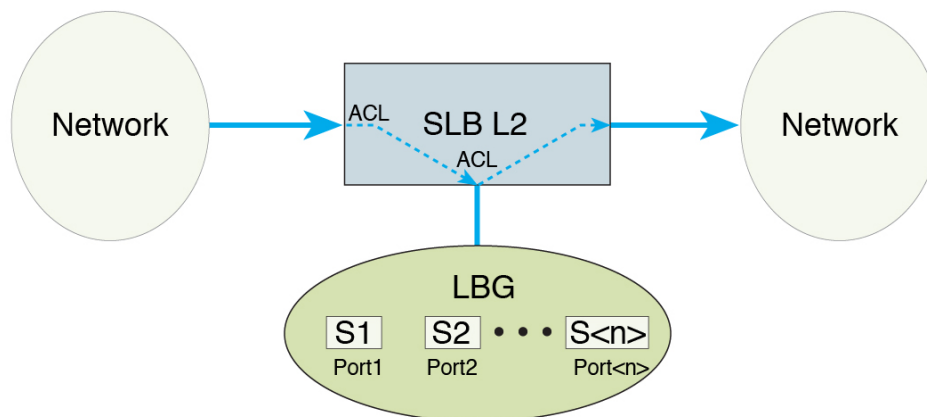 Network
ACL
SLB L2
ACL
Network
LBG
S1 S2 • • • S<n>
Port1 Port2 Port<n>